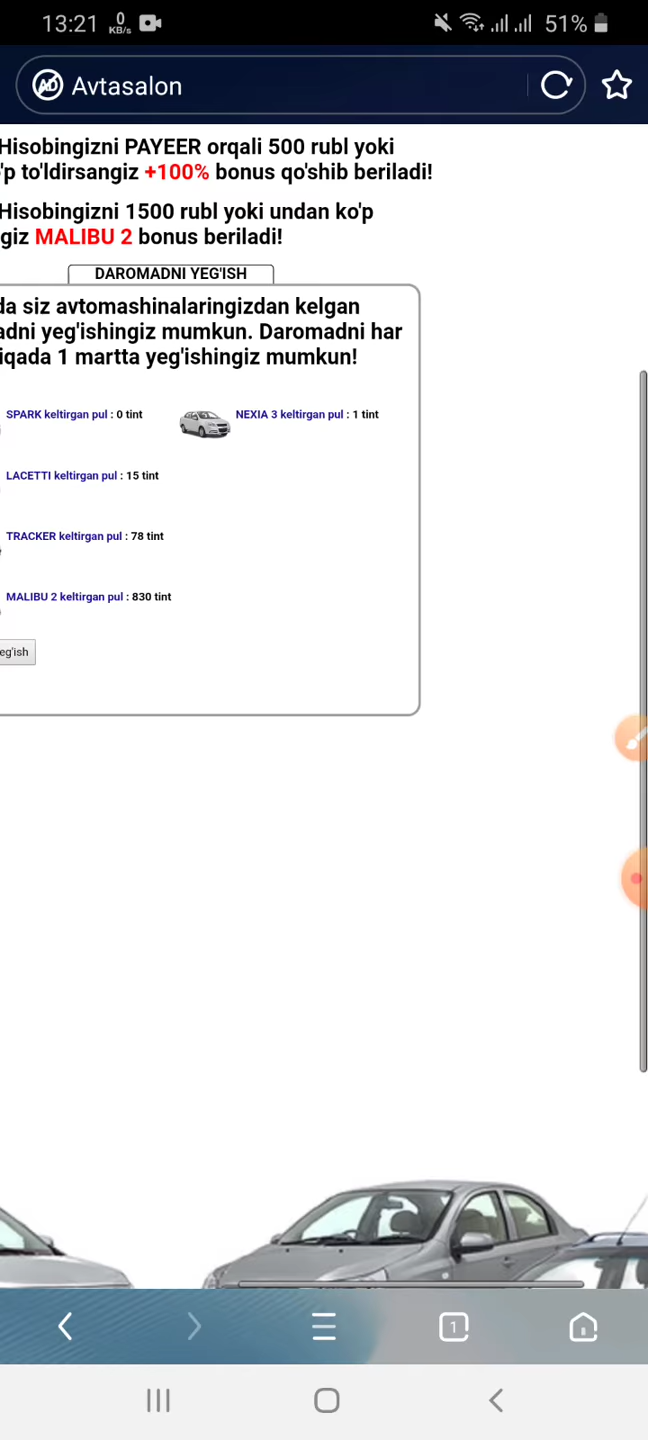 13:21 0 KB/s 51%
Avtasalon
Hisobingizni PAYEER orqali 500 rubl yoki
'p to'ldirsangiz +100% bonus qo'shib beriladi!
Hisobingizni 1500 rubl yoki undan ko'p
giz MALIBU 2 bonus beriladi!
DAROMADNI YEG'ISH
da siz avtomashinalaringizdan kelgan
adni yeg'ishingiz mumkun. Daromadni har
iqada 1 martta yeg'ishingiz mumkun!
SPARK keltirgan pul : 0 tint
NEXIA 3 keltirgan pul : 1 tint
LACETTI keltirgan pul : 15 tint
TRACKER keltirgan pul : 78 tint
MALIBU 2 keltirgan pul : 830 tint
eg'ish
1